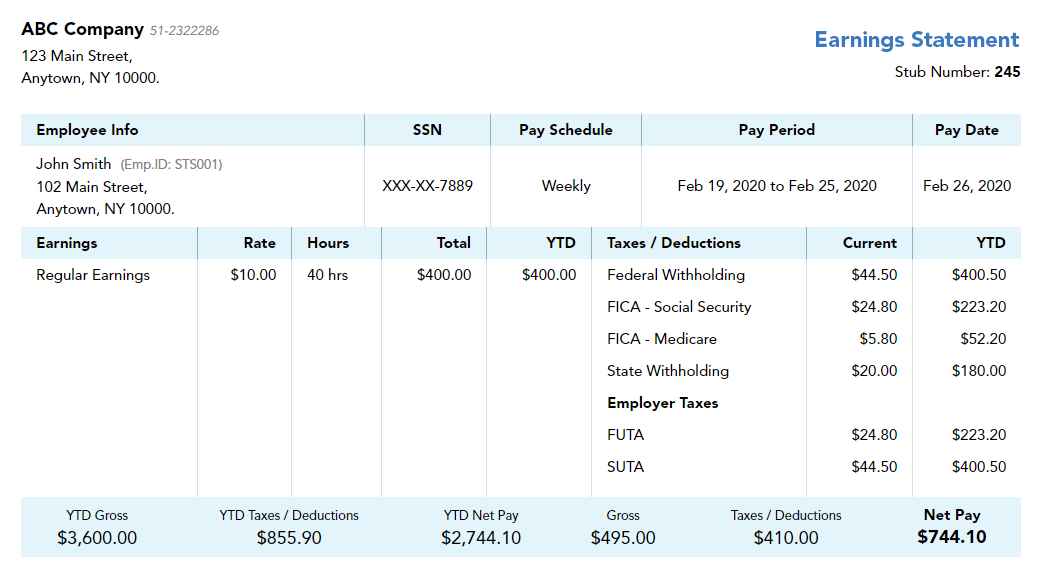 ABC Company 51-2322286
123 Main Street,
Anytown, NY 10000.
Earnings Statement
Stub Number: 245
Employee Info SSN Pay Schedule Pay Period Pay Date
John Smith (Emp.ID: STS001)
102 Main Street,
Anytown, NY 10000.
XXX-XX-7889 Weekly Feb 19, 2020 to Feb 25, 2020 Feb 26, 2020
Earnings Rate Hours Total YTD Taxes / Deductions Current YTD
Regular Earnings $10.00 40 hrs $400.00 $400.00 Federal Withholding $44.50 $400.50
FICA - Social Security $24.80 $223.20
FICA - Medicare $5.80 $52.20
State Withholding $20.00 $180.00
Employer Taxes
FUTA $24.80 $223.20
SUTA $44.50 $400.50
YTD Gross YTD Taxes / Deductions YTD Net Pay Gross Taxes / Deductions Net Pay
$3,600.00 $855.90 $2,744.10 $495.00 $410.00 $744.10